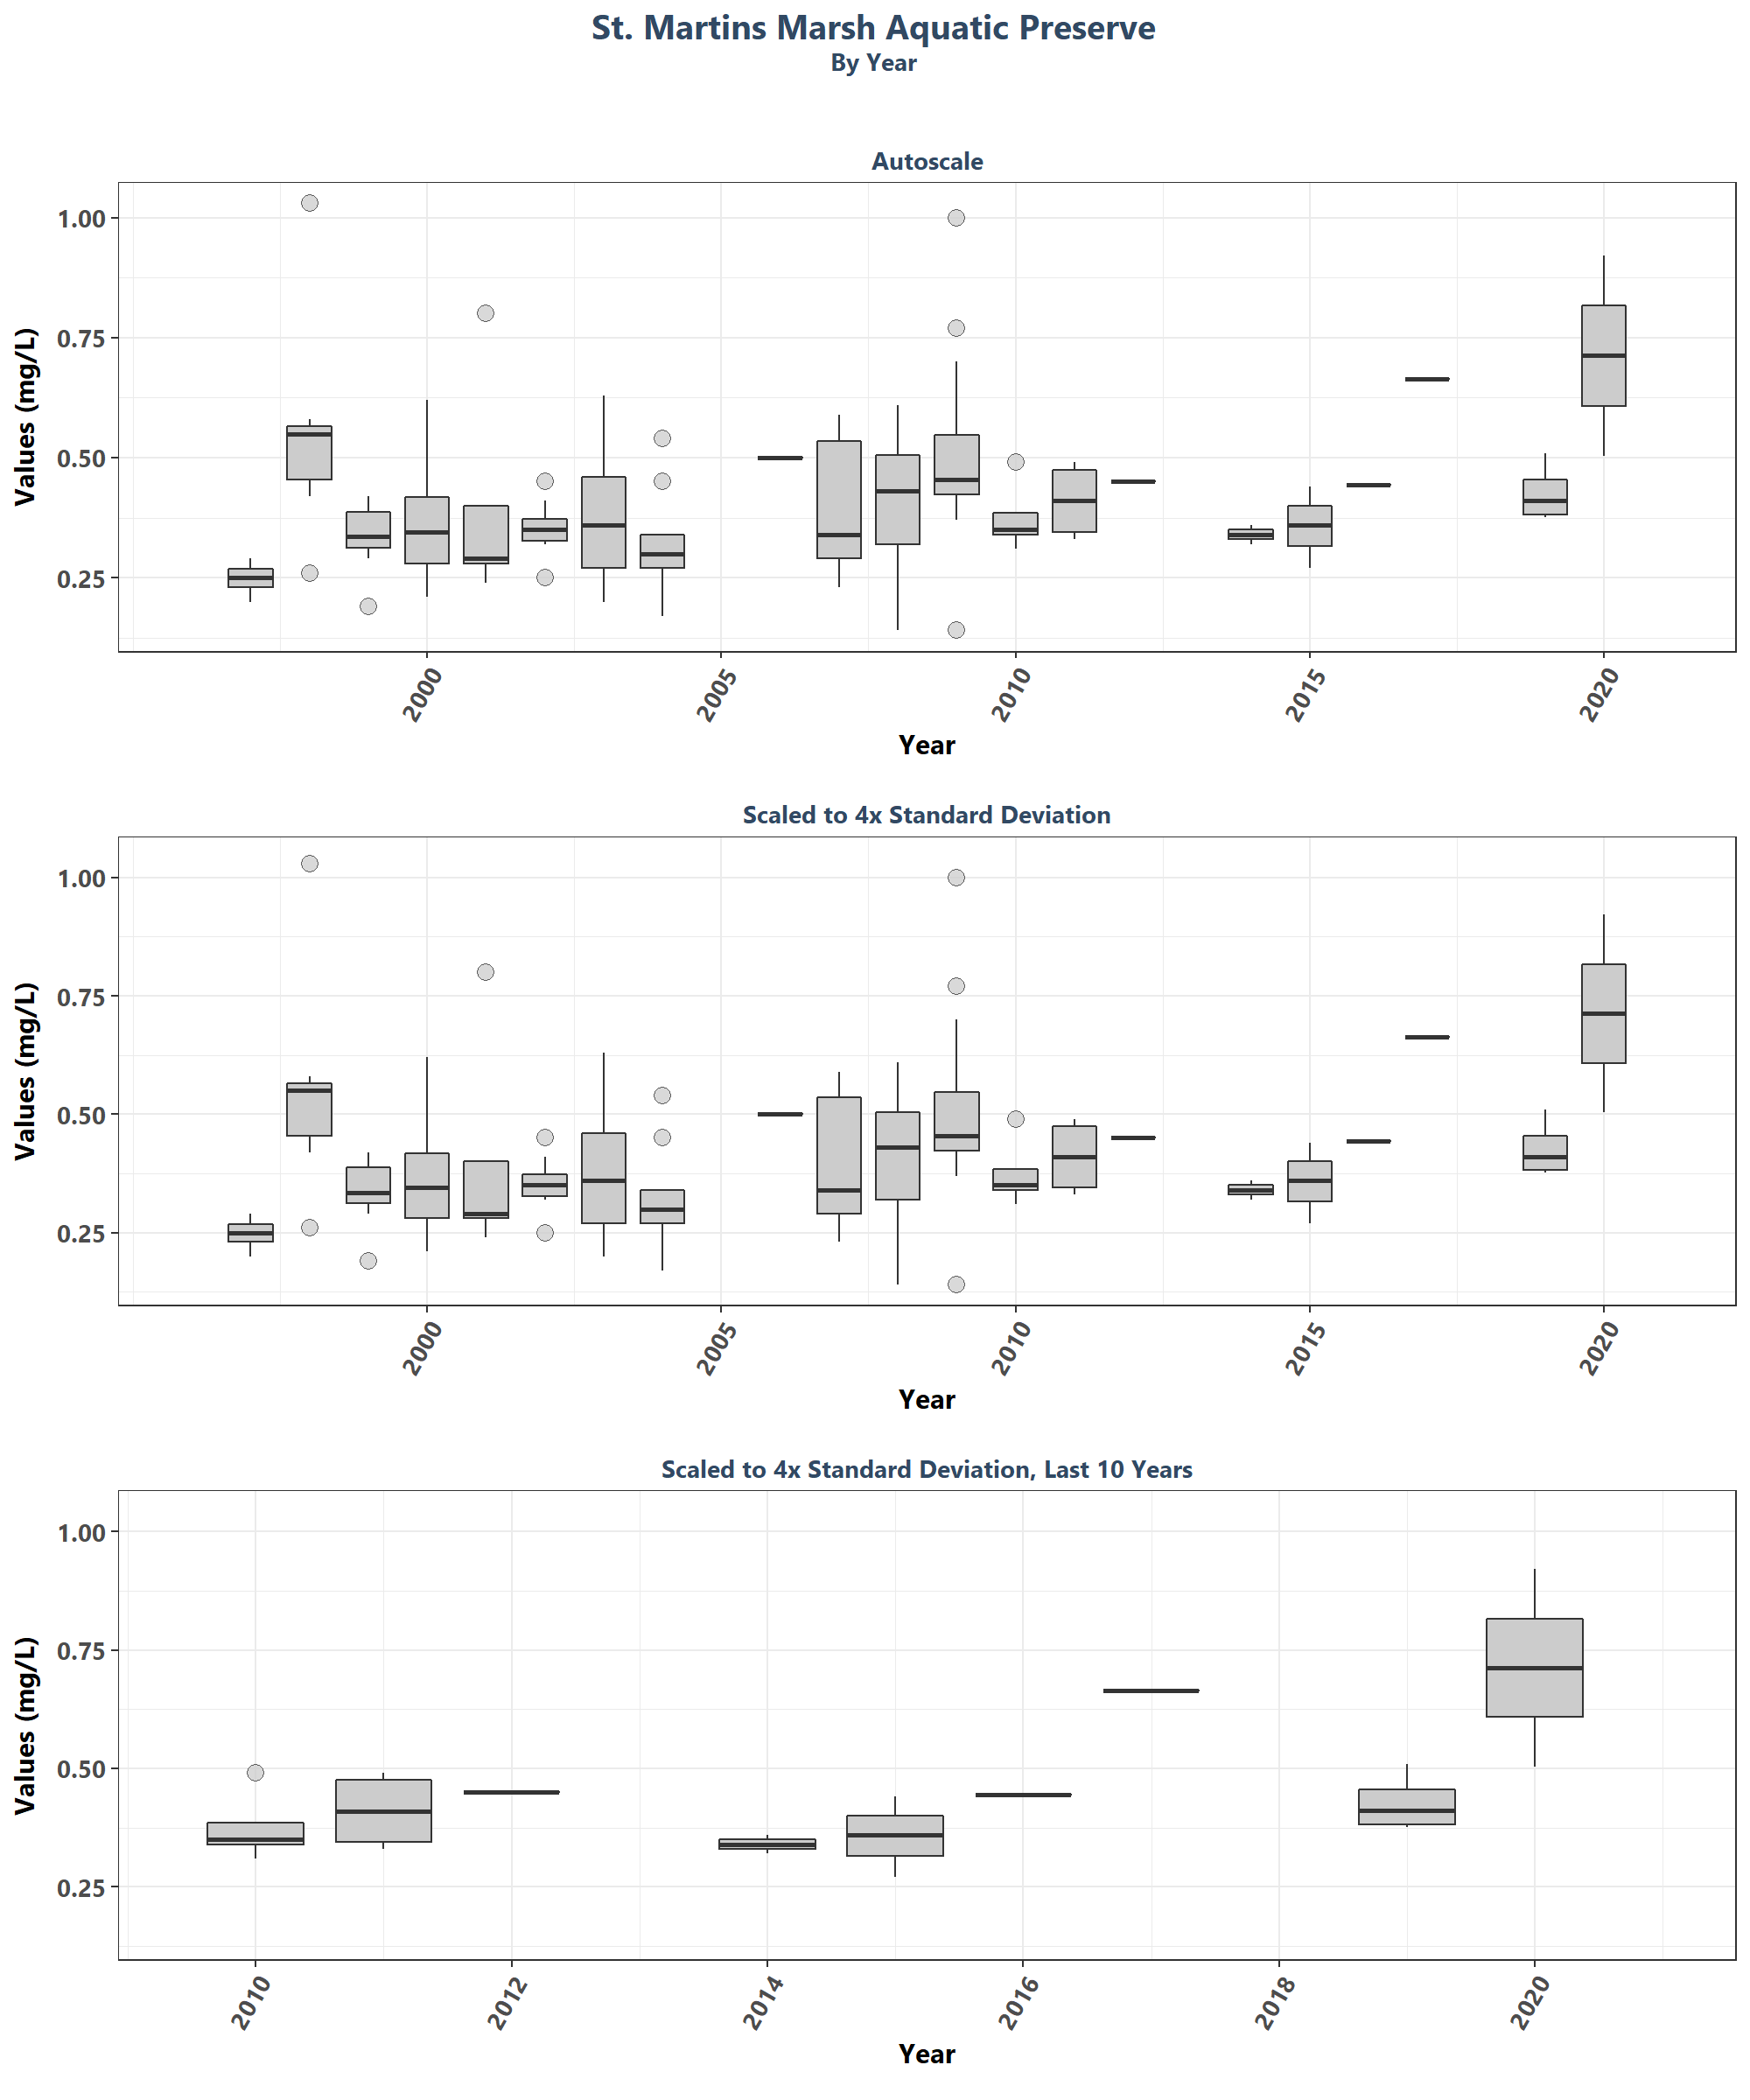 St. Martins Marsh Aquatic Preserve
By Year
Autoscale
Values (mg/L)
1.00
0.75
0.50
0.25
2000 2005 2010 2015 2020
Year
Scaled to 4x Standard Deviation
Values (mg/L)
1.00
0.75
0.50
0.25
2000 2005 2010 2015 2020
Year
Scaled to 4x Standard Deviation, Last 10 Years
Values (mg/L)
1.00
0.75
0.50
0.25
2010 2012 2014 2016 2018 2020
Year